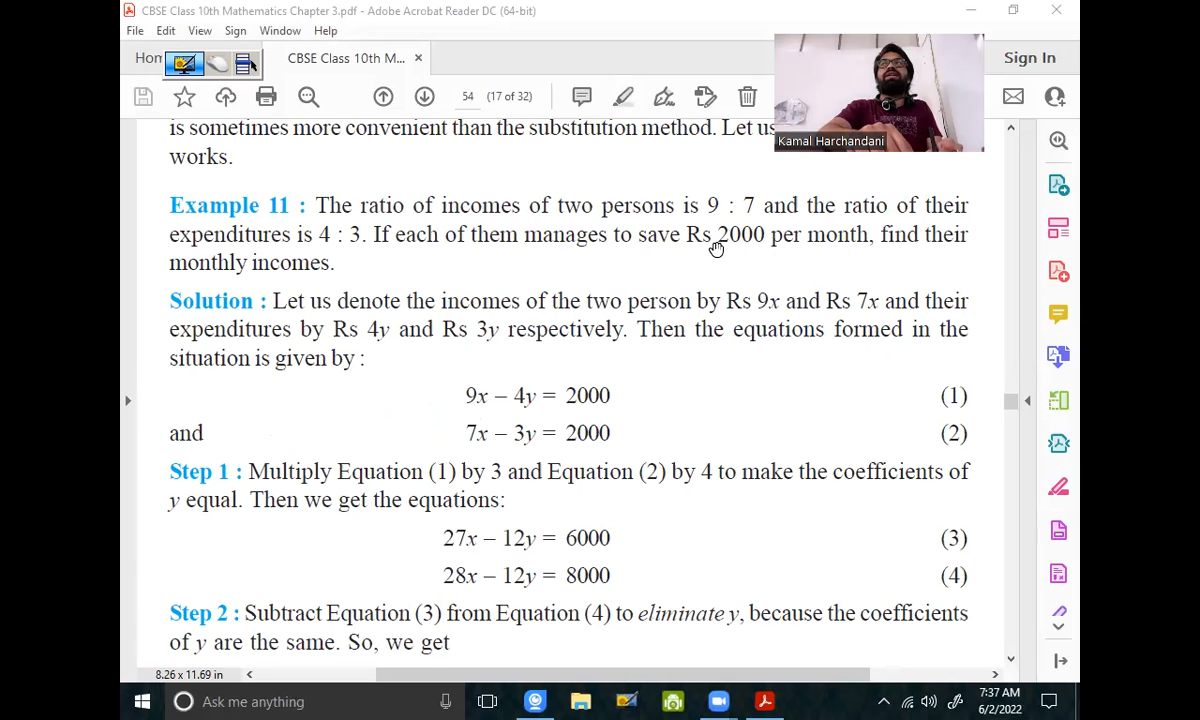 CBSE Class 10th Mathematics Chapter 3.pdf - Adobe Acrobat Reader DC (64-bit)
File Edit View Sign Window Help
Hom CBSE Class 10th M... × Sign In
54 (17 of 32)
Kamal Harchandani
is sometimes more convenient than the substitution method. Let us
works.
Example 11 : The ratio of incomes of two persons is 9 : 7 and the ratio of their
expenditures is 4 : 3. If each of them manages to save Rs 2000 per month, find their
monthly incomes.
Solution : Let us denote the incomes of the two person by Rs 9x and Rs 7x and their
expenditures by Rs 4y and Rs 3y respectively. Then the equations formed in the
situation is given by :
9x – 4y = 2000 (1)
and 7x – 3y = 2000 (2)
Step 1 : Multiply Equation (1) by 3 and Equation (2) by 4 to make the coefficients of
y equal. Then we get the equations:
27x – 12y = 6000 (3)
28x – 12y = 8000 (4)
Step 2 : Subtract Equation (3) from Equation (4) to eliminate y, because the coefficients
of y are the same. So, we get
8.26 x 11.69 in
Ask me anything
7:37 AM
6/2/2022